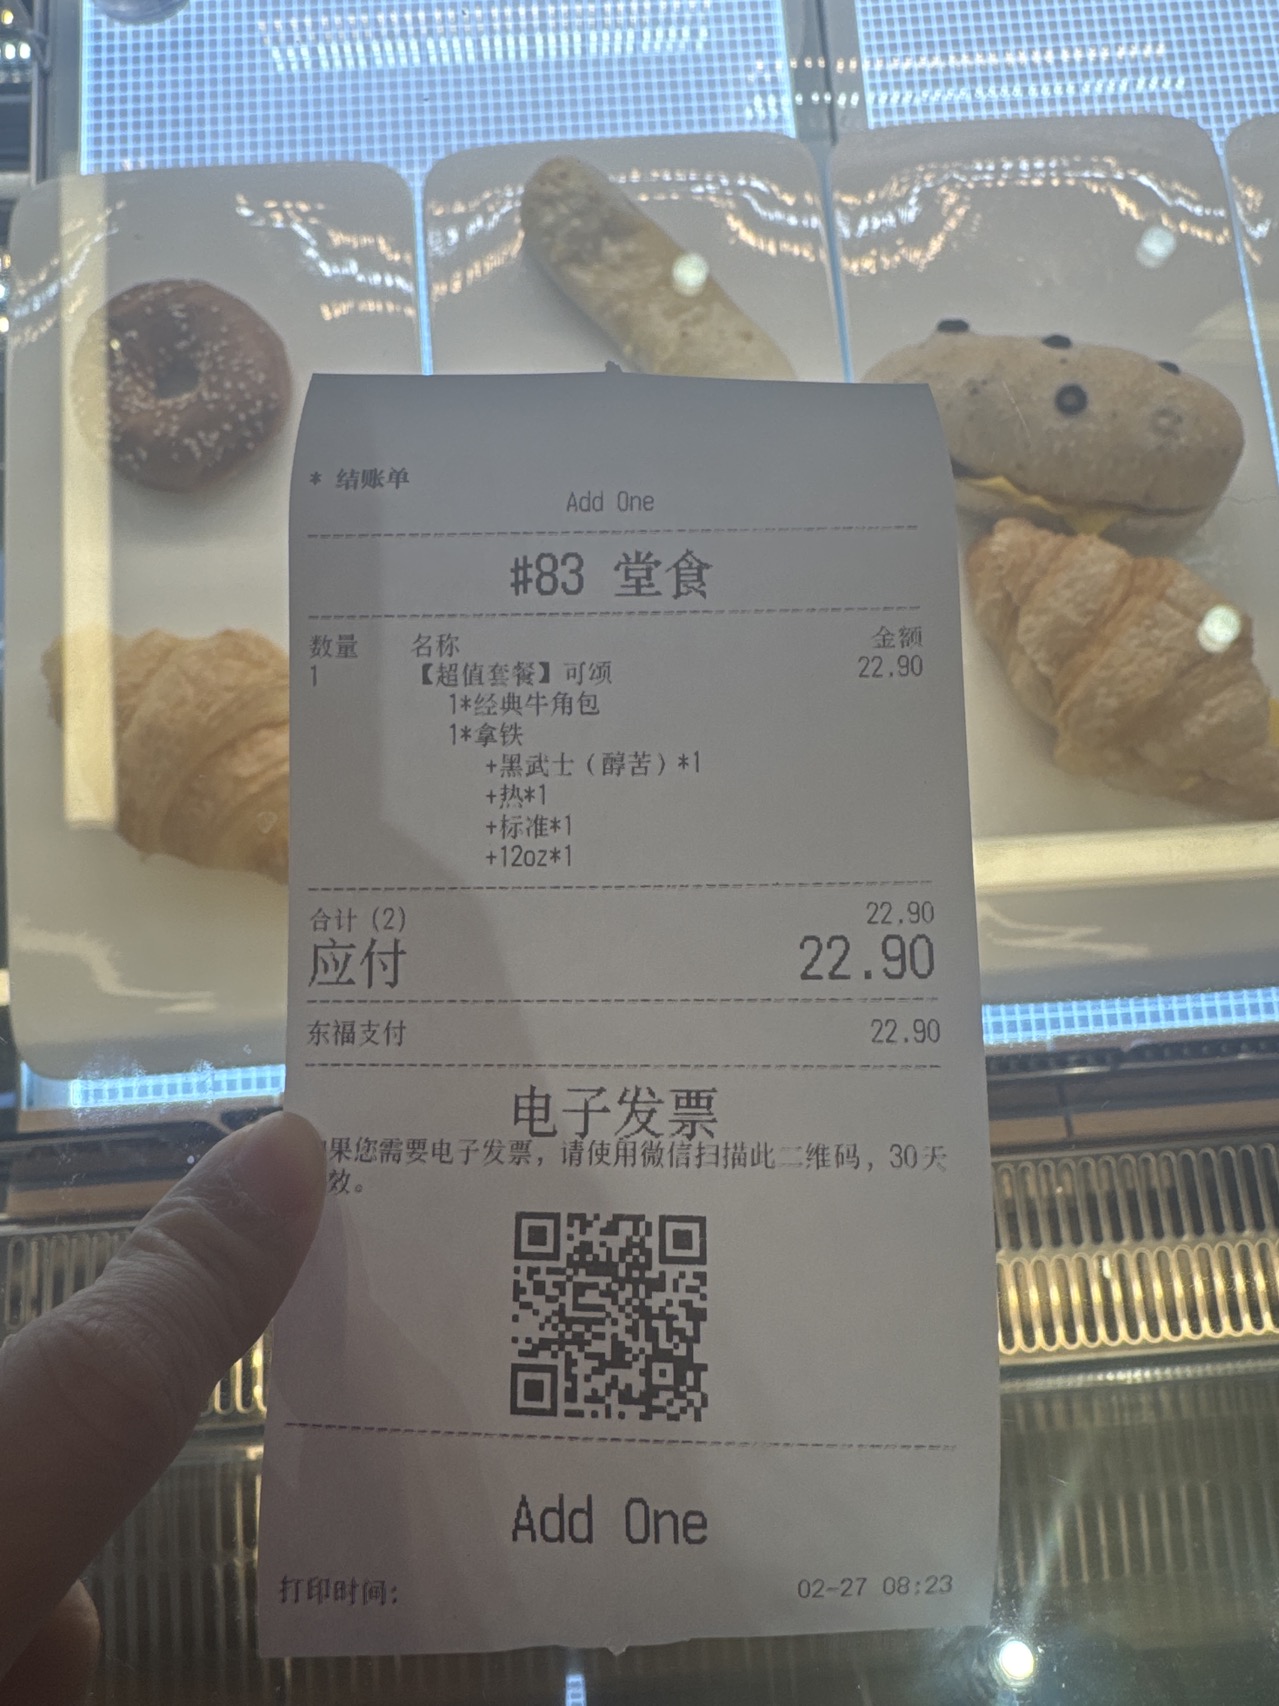 * 结账单
Add One
#83 堂食
数量 名称 金额
1 【超值套餐】可颂 22.90
1*经典牛角包
1*拿铁
+黑武士（醇苦）*1
+热*1
+标准*1
+12oz*1
合计(2) 22.90
应付 22.90
东福支付 22.90
电子发票
果您需要电子发票，请使用微信扫描此二维码，30天
效。
Add One
打印时间: 02-27 08:23